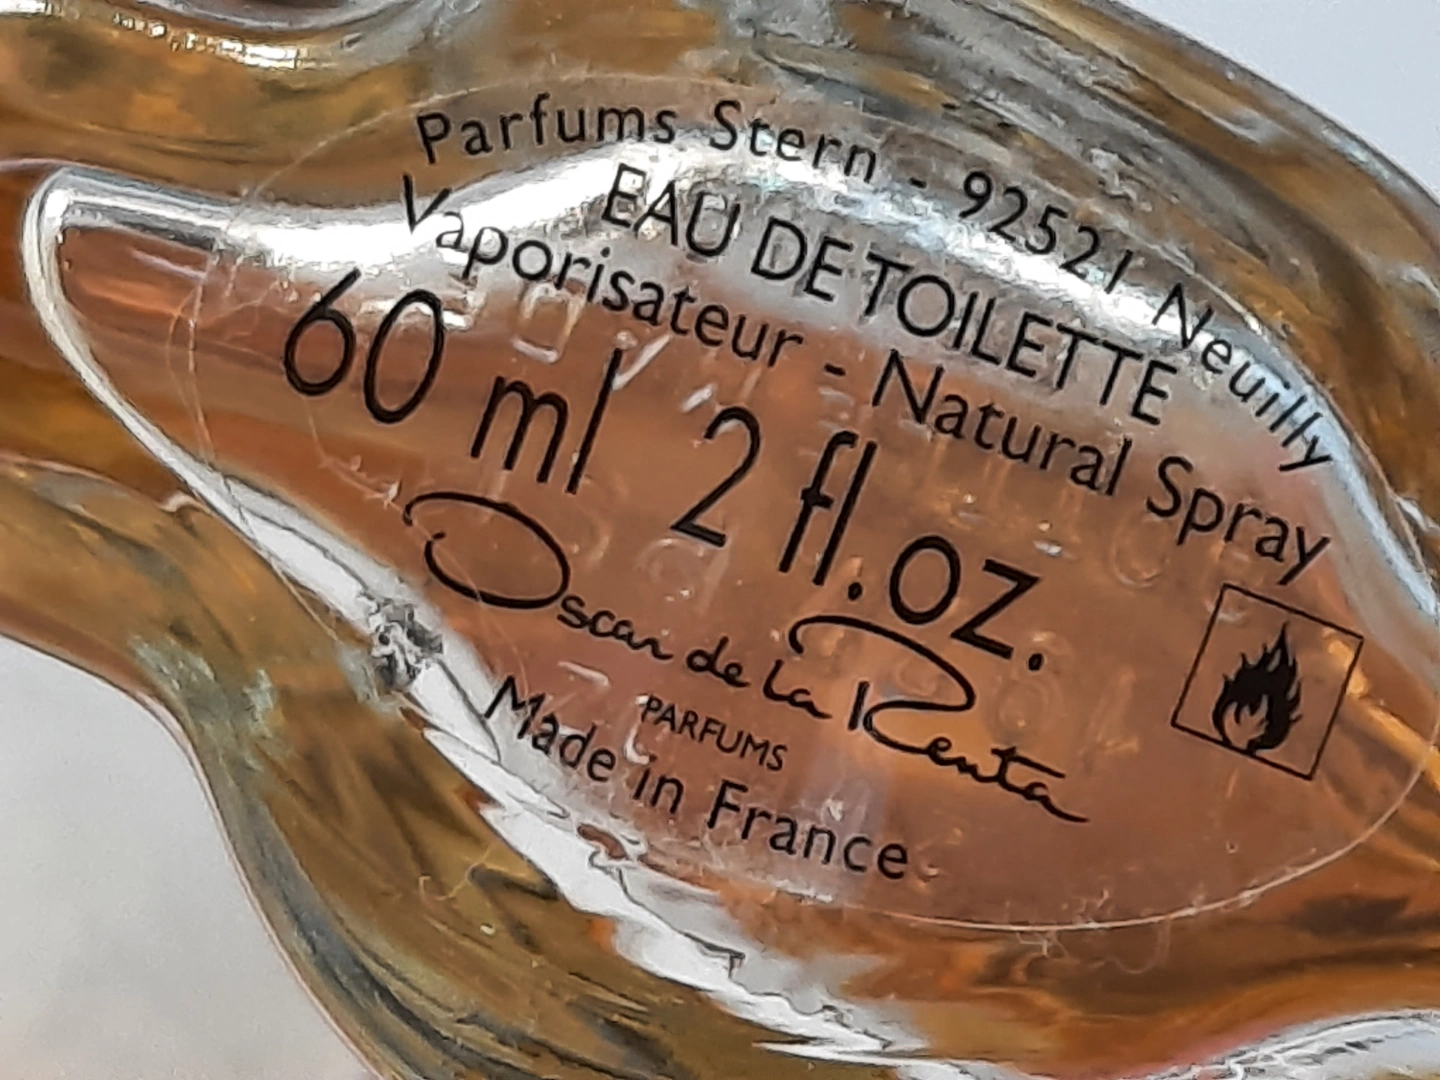 Parfums Stern - 92521 Neuilly
EAU DE TOILETTE
Vaporisateur - Natural Spray
60 ml 2 fl.oz.
Oscar de la Renta
PARFUMS
Made in France